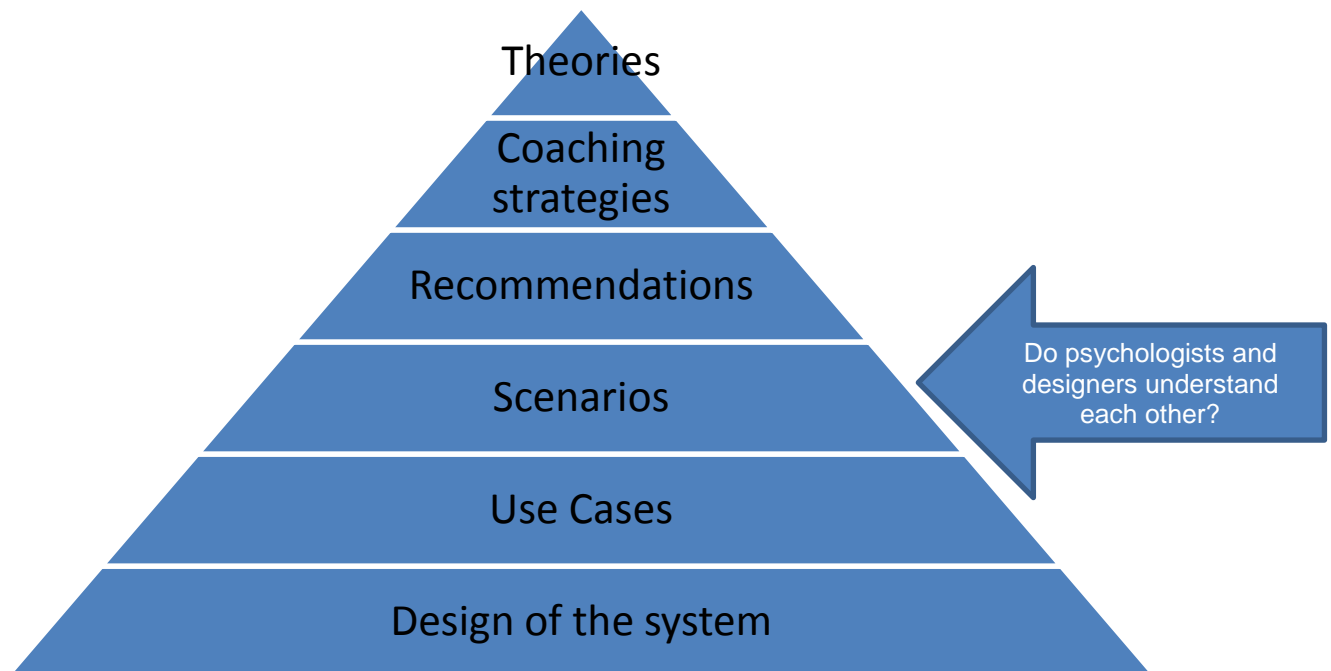 Theories
Coaching
strategies
Recommendations
Scenarios
Use Cases
Design of the system
Do psychologists and
designers understand
each other?